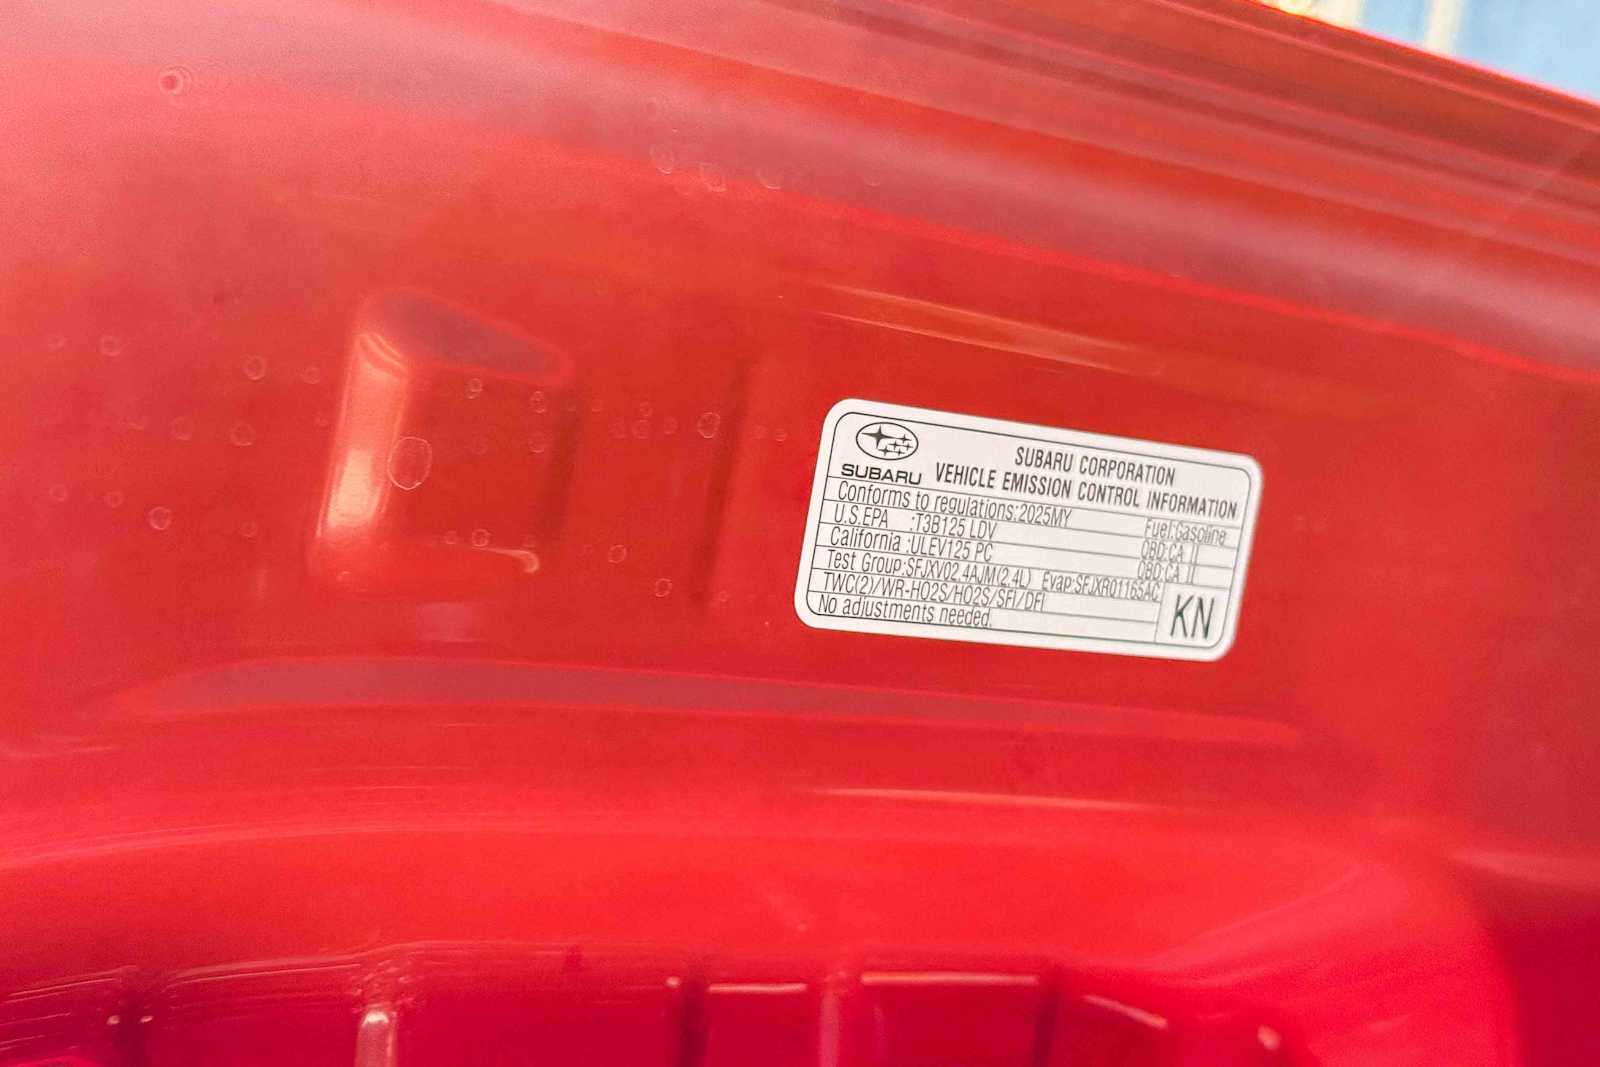 SUBARU CORPORATION
SUBARU VEHICLE EMISSION CONTROL INFORMATION
Conforms to regulations:2025MY Fuel:Gasoline
U.S.EPA :T3B125 LDV OBD:CA II
California :ULEV125 PC OBD:CA II
Test Group:SFJXV02.4AJM(2.4L) Evap:SFJXR0116SAC
TWC(2)/WR-HO2S/HO2S/SFI/DFI
No adjustments needed.
KN